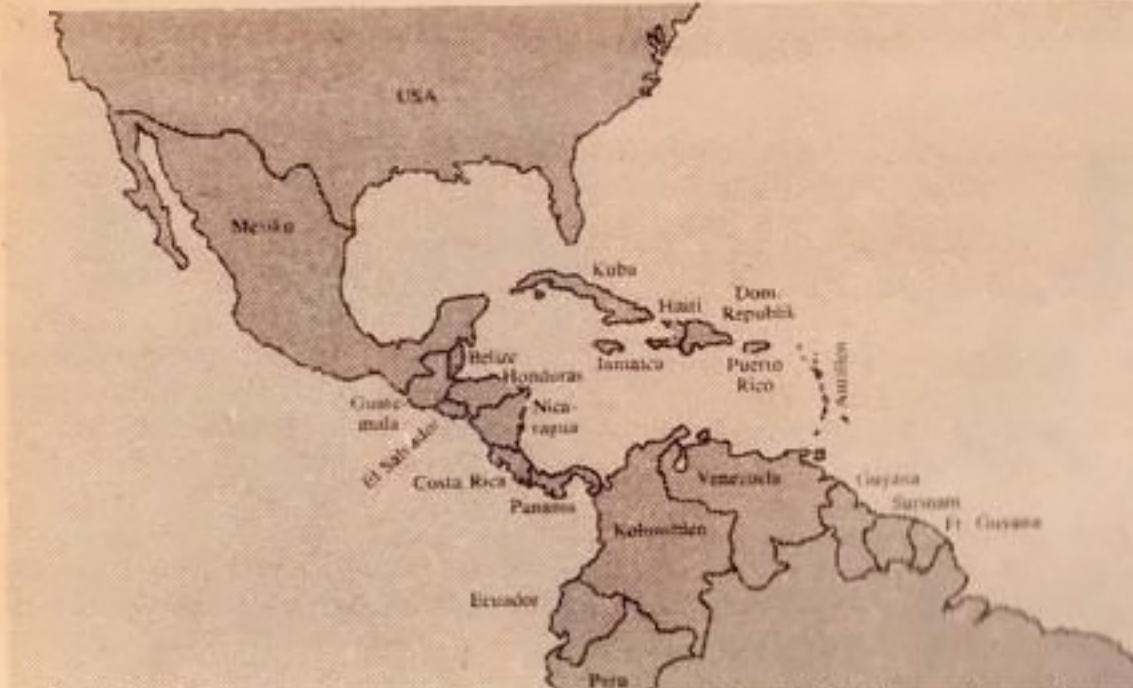 USA
Mexiko
Kuba
Haiti
Dom.
Republik
Jamaica
Puerto
Rico
Antillen
Belize
Honduras
Guate-
mala
El Salvador
Nica-
ragua
Costa Rica
Panama
Venezuela
Guyana
Surinam
Fr. Guyana
Kolumbien
Ecuador
Peru